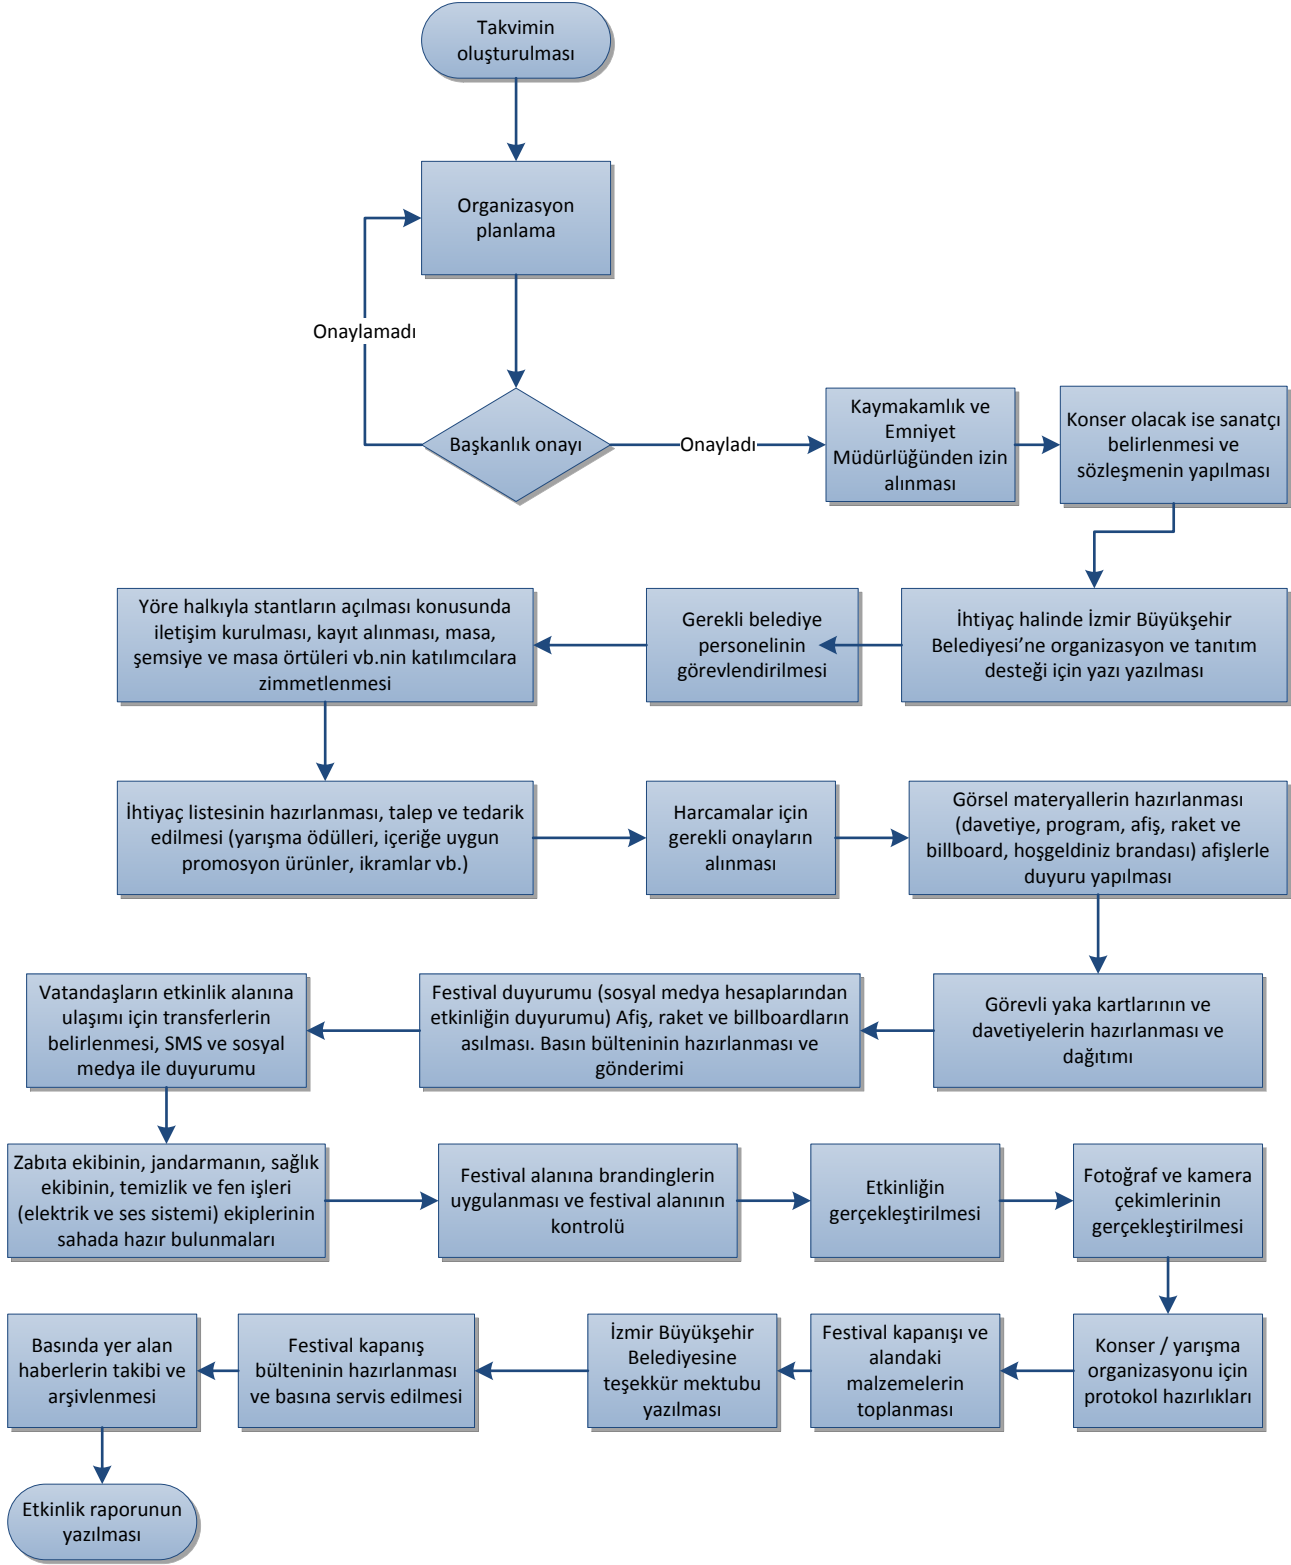 Takvimin
oluşturulması
Organizasyon
planlama
Onaylamadı
Başkanlık onayı
Onayladı
Kaymakamlık ve
Emniyet
Müdürlüğünden izin
alınması
Konser olacak ise sanatçı
belirlenmesi ve
sözleşmenin yapılması
İhtiyaç halinde İzmir Büyükşehir
Belediyesi’ne organizasyon ve tanıtım
desteği için yazı yazılması
Gerekli belediye
personelinin
görevlendirilmesi
Yöre halkıyla stantların açılması konusunda
iletişim kurulması, kayıt alınması, masa,
şemsiye ve masa örtüleri vb.nin katılımcılara
zimmetlenmesi
İhtiyaç listesinin hazırlanması, talep ve tedarik
edilmesi (yarışma ödülleri, içeriğe uygun
promosyon ürünler, ikramlar vb.)
Harcamalar için
gerekli onayların
alınması
Görsel materyallerin hazırlanması
(davetiye, program, afiş, raket ve
billboard, hoşgeldiniz brandası) afişlerle
duyuru yapılması
Görevli yaka kartlarının ve
davetiyelerin hazırlanması ve
dağıtımı
Festival duyurumu (sosyal medya hesaplarından
etkinliğin duyurumu) Afiş, raket ve billboardların
asılması. Basın bülteninin hazırlanması ve
gönderimi
Vatandaşların etkinlik alanına
ulaşımı için transferlerin
belirlenmesi, SMS ve sosyal
medya ile duyurumu
Zabıta ekibinin, jandarmanın, sağlık
ekibinin, temizlik ve fen işleri
(elektrik ve ses sistemi) ekiplerinin
sahada hazır bulunmaları
Festival alanına brandinglerin
uygulanması ve festival alanının
kontrolü
Etkinliğin
gerçekleştirilmesi
Fotoğraf ve kamera
çekimlerinin
gerçekleştirilmesi
Konser / yarışma
organizasyonu için
protokol hazırlıkları
Festival kapanışı ve
alandaki
malzemelerin
toplanması
İzmir Büyükşehir
Belediyesine
teşekkür mektubu
yazılması
Festival kapanış
bülteninin hazırlanması
ve basına servis edilmesi
Basında yer alan
haberlerin takibi ve
arşivlenmesi
Etkinlik raporunun
yazılması